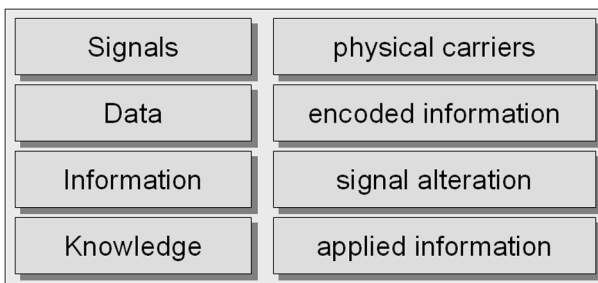 Signals physical carriers
Data encoded information
Information signal alteration
Knowledge applied information